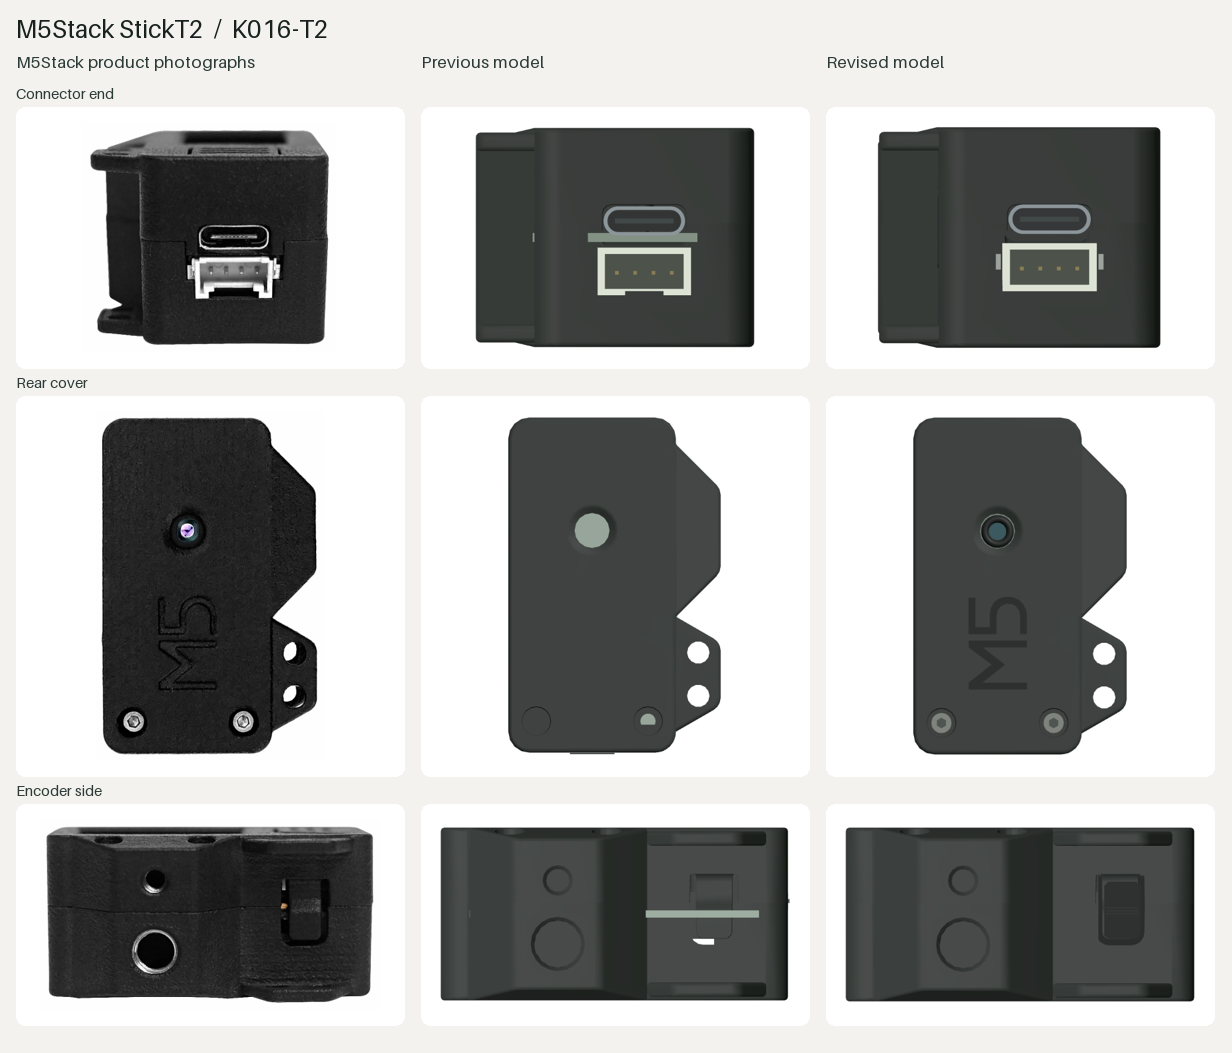 M5Stack StickT2 / K016-T2
M5Stack product photographs
Previous model
Revised model
Connector end
Rear cover
M5
M5
Encoder side